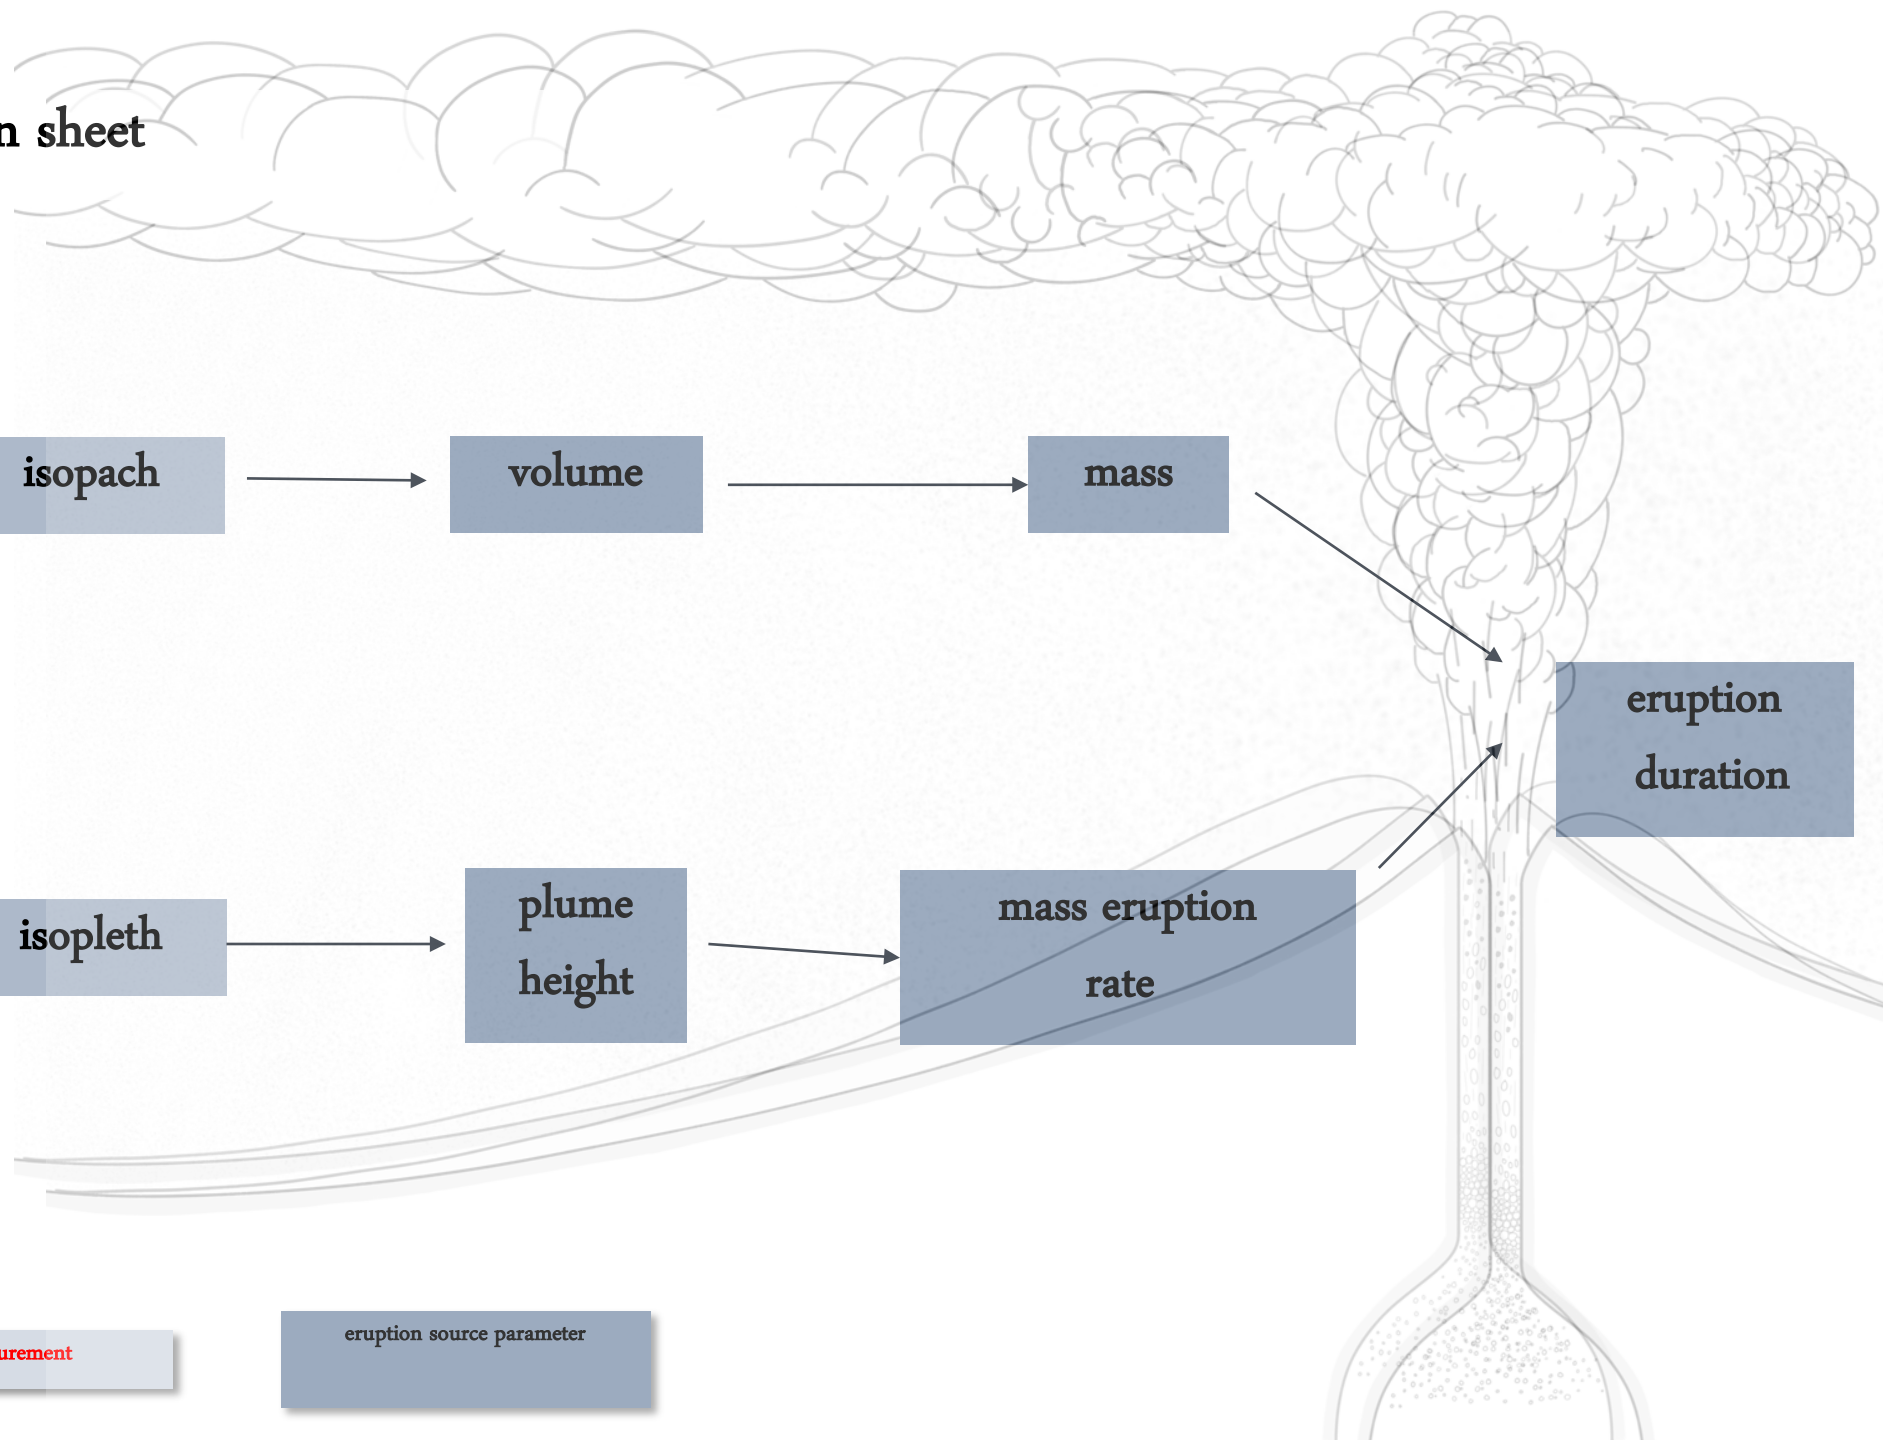 n sheet
isopach
volume
mass
eruption
duration
isopleth
plume
height
mass eruption
rate
urement
eruption source parameter